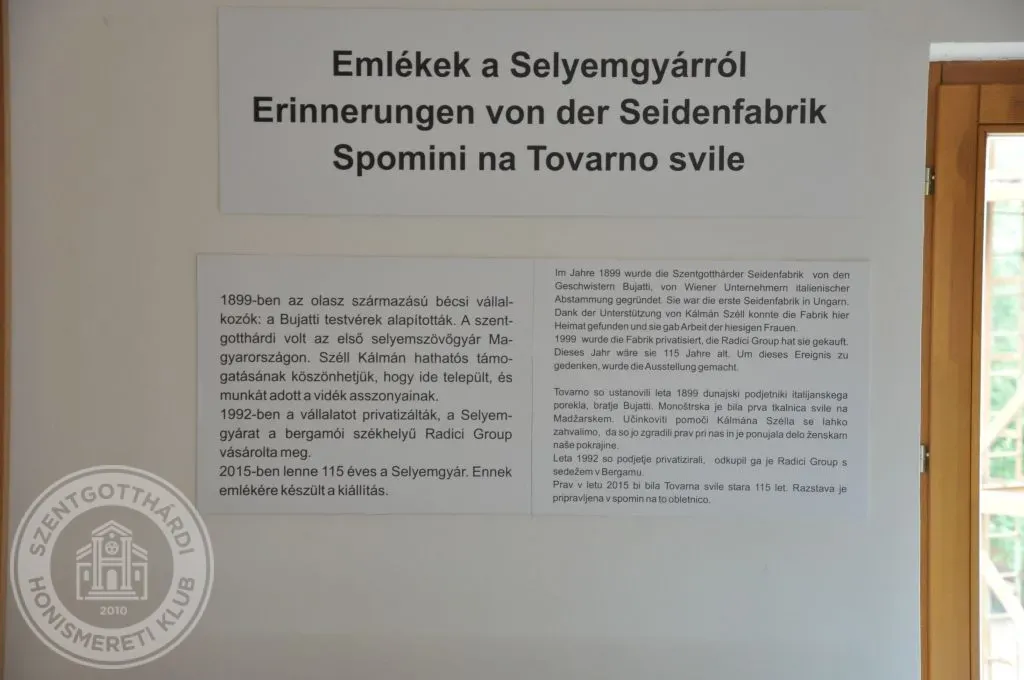 Emlékek a Selyemgyárról
Erinnerungen von der Seidenfabrik
Spomini na Tovarno svile
1899-ben az olasz származású bécsi vállal-
kozók: a Bujatti testvérek alapították. A szent-
gotthárdi volt az első selyemszövőgyár Ma-
gyarországon. Széll Kálmán hathatós támo-
gatásának köszönhetjük, hogy ide települt, és
munkát adott a vidék asszonyainak.
1992-ben a vállalatot privatizálták, a Selyem-
gyárat a bergamói székhelyű Radici Group
vásárolta meg.
2015-ben lenne 115 éves a Selyemgyár. Ennek
emlékére készült a kiállítás.
Im Jahre 1899 wurde die Szentgotthárder Seidenfabrik von den
Geschwistern Bujatti, von Wiener Unternehmern italienischer
Abstammung gegründet. Sie war die erste Seidenfabrik in Ungarn.
Dank der Unterstützung von Kálmán Széll konnte die Fabrik hier
Heimat gefunden und sie gab Arbeit der hiesigen Frauen.
1999 wurde die Fabrik privatisiert, die Radici Group hat sie gekauft.
Dieses Jahr wäre sie 115 Jahre alt. Um dieses Ereignis zu
gedenken, wurde die Ausstellung gemacht.
Tovarno so ustanovili leta 1899 dunajski podjetniki italijanskega
porekla, bratje Bujatti. Monoštrska je bila prva tkalnica svile na
Madžarskem. Učinkoviti pomoči Kálmána Szélla se lahko
zahvalimo, da so jo zgradili prav pri nas in je ponujala delo ženskam
naše pokrajine.
Leta 1992 so podjetje privatizirali, odkupil ga je Radici Group s
sedežem v Bergamu.
Prav v letu 2015 bi bila Tovarna svile stara 115 let. Razstava je
pripravljena v spomin na to obletnico.
SZENTGOTTHÁRDI
HONISMERETI KLUB
2010